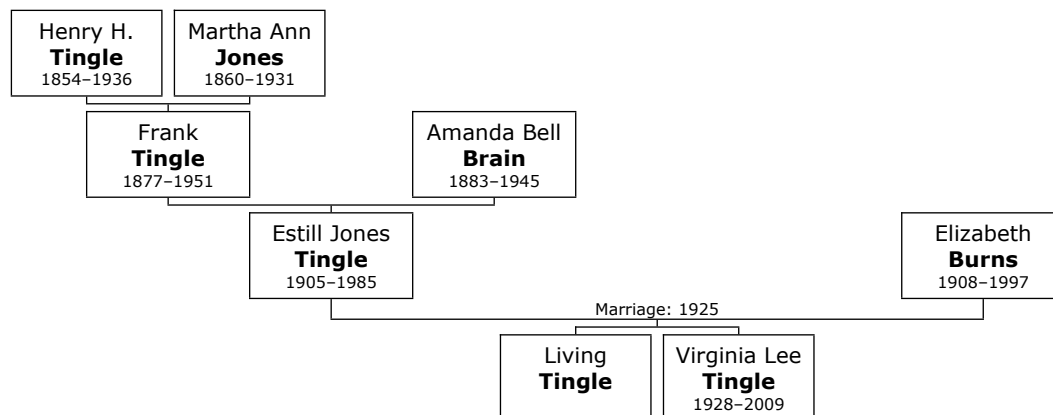 Henry H.
Tingle
1854–1936
Martha Ann
Jones
1860–1931
Frank
Tingle
1877–1951
Amanda Bell
Brain
1883–1945
Estill Jones
Tingle
1905–1985
Elizabeth
Burns
1908–1997
Marriage: 1925
Living
Tingle
Virginia Lee
Tingle
1928–2009